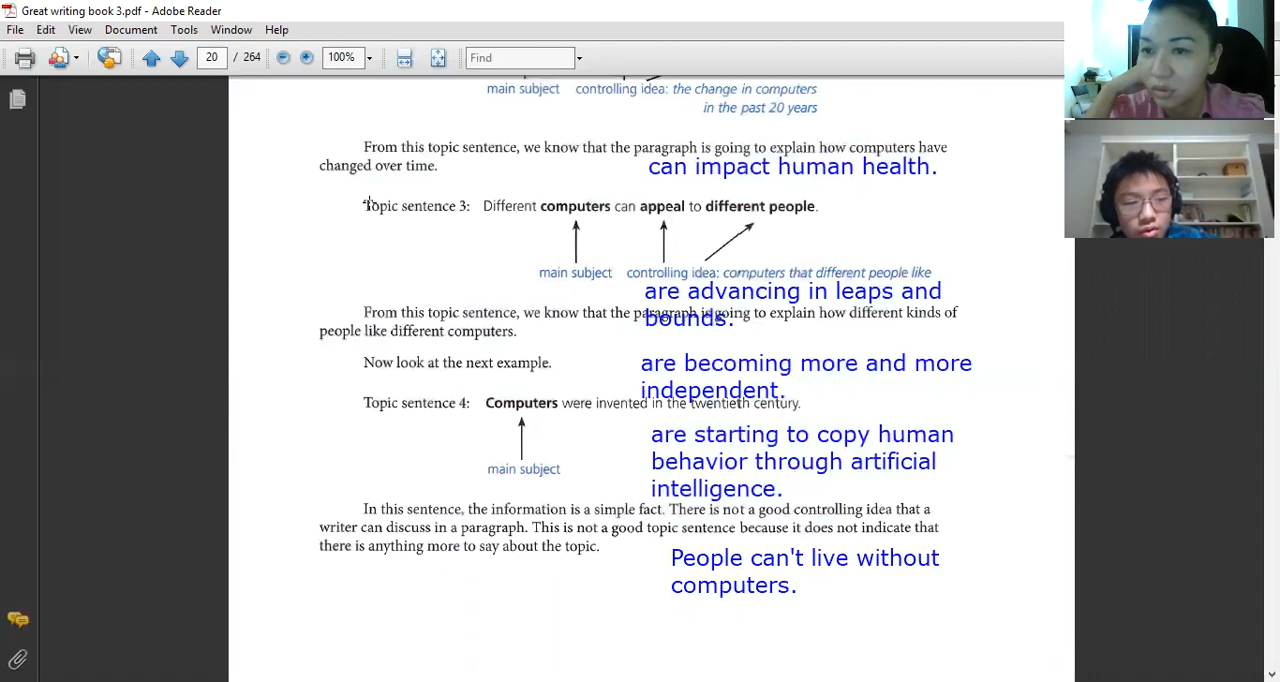 Great writing book 3.pdf - Adobe Reader
File Edit View Document Tools Window Help
20 / 264 100% Find
main subject controlling idea: the change in computers
in the past 20 years
From this topic sentence, we know that the paragraph is going to explain how computers have
changed over time.
can impact human health.
Topic sentence 3: Different computers can appeal to different people.
main subject controlling idea: computers that different people like
are advancing in leaps and
bounds.
From this topic sentence, we know that the paragraph is going to explain how different kinds of
people like different computers.
Now look at the next example.
are becoming more and more
independent.
Topic sentence 4: Computers were invented in the twentieth century.
are starting to copy human
behavior through artificial
intelligence.
main subject
In this sentence, the information is a simple fact. There is not a good controlling idea that a
writer can discuss in a paragraph. This is not a good topic sentence because it does not indicate that
there is anything more to say about the topic.
People can't live without
computers.